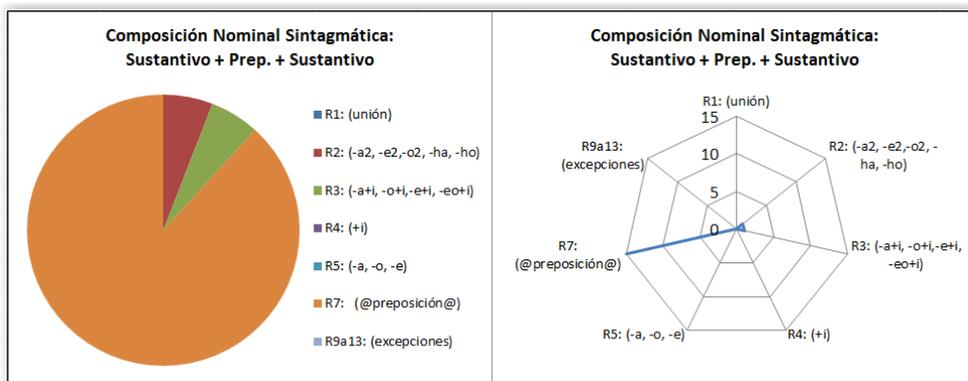 Composición Nominal Sintagmática:
Sustantivo + Prep. + Sustantivo
R1: (unión)
R2: (-a2, -e2,-o2, -ha, -ho)
R3: (-a+i, -o+i,-e+i, -eo+i)
R4: (+i)
R5: (-a, -o, -e)
R7: (@preposición@)
R9a13: (excepciones)
Composición Nominal Sintagmática:
Sustantivo + Prep. + Sustantivo
R1: (unión)
15
10
5
0
R2: (-a2, -e2,-o2, -
ha, -ho)
R3: (-a+i, -o+i,-e+i,
-eo+i)
R4: (+i)
R5: (-a, -o, -e)
R7:
(@preposición@)
R9a13:
(excepciones)